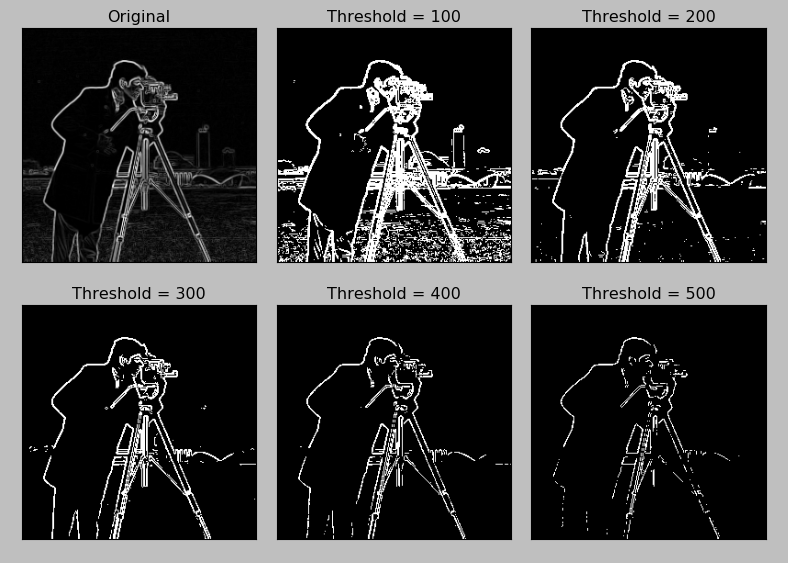 Original
Threshold = 100
Threshold = 200
Threshold = 300
Threshold = 400
Threshold = 500